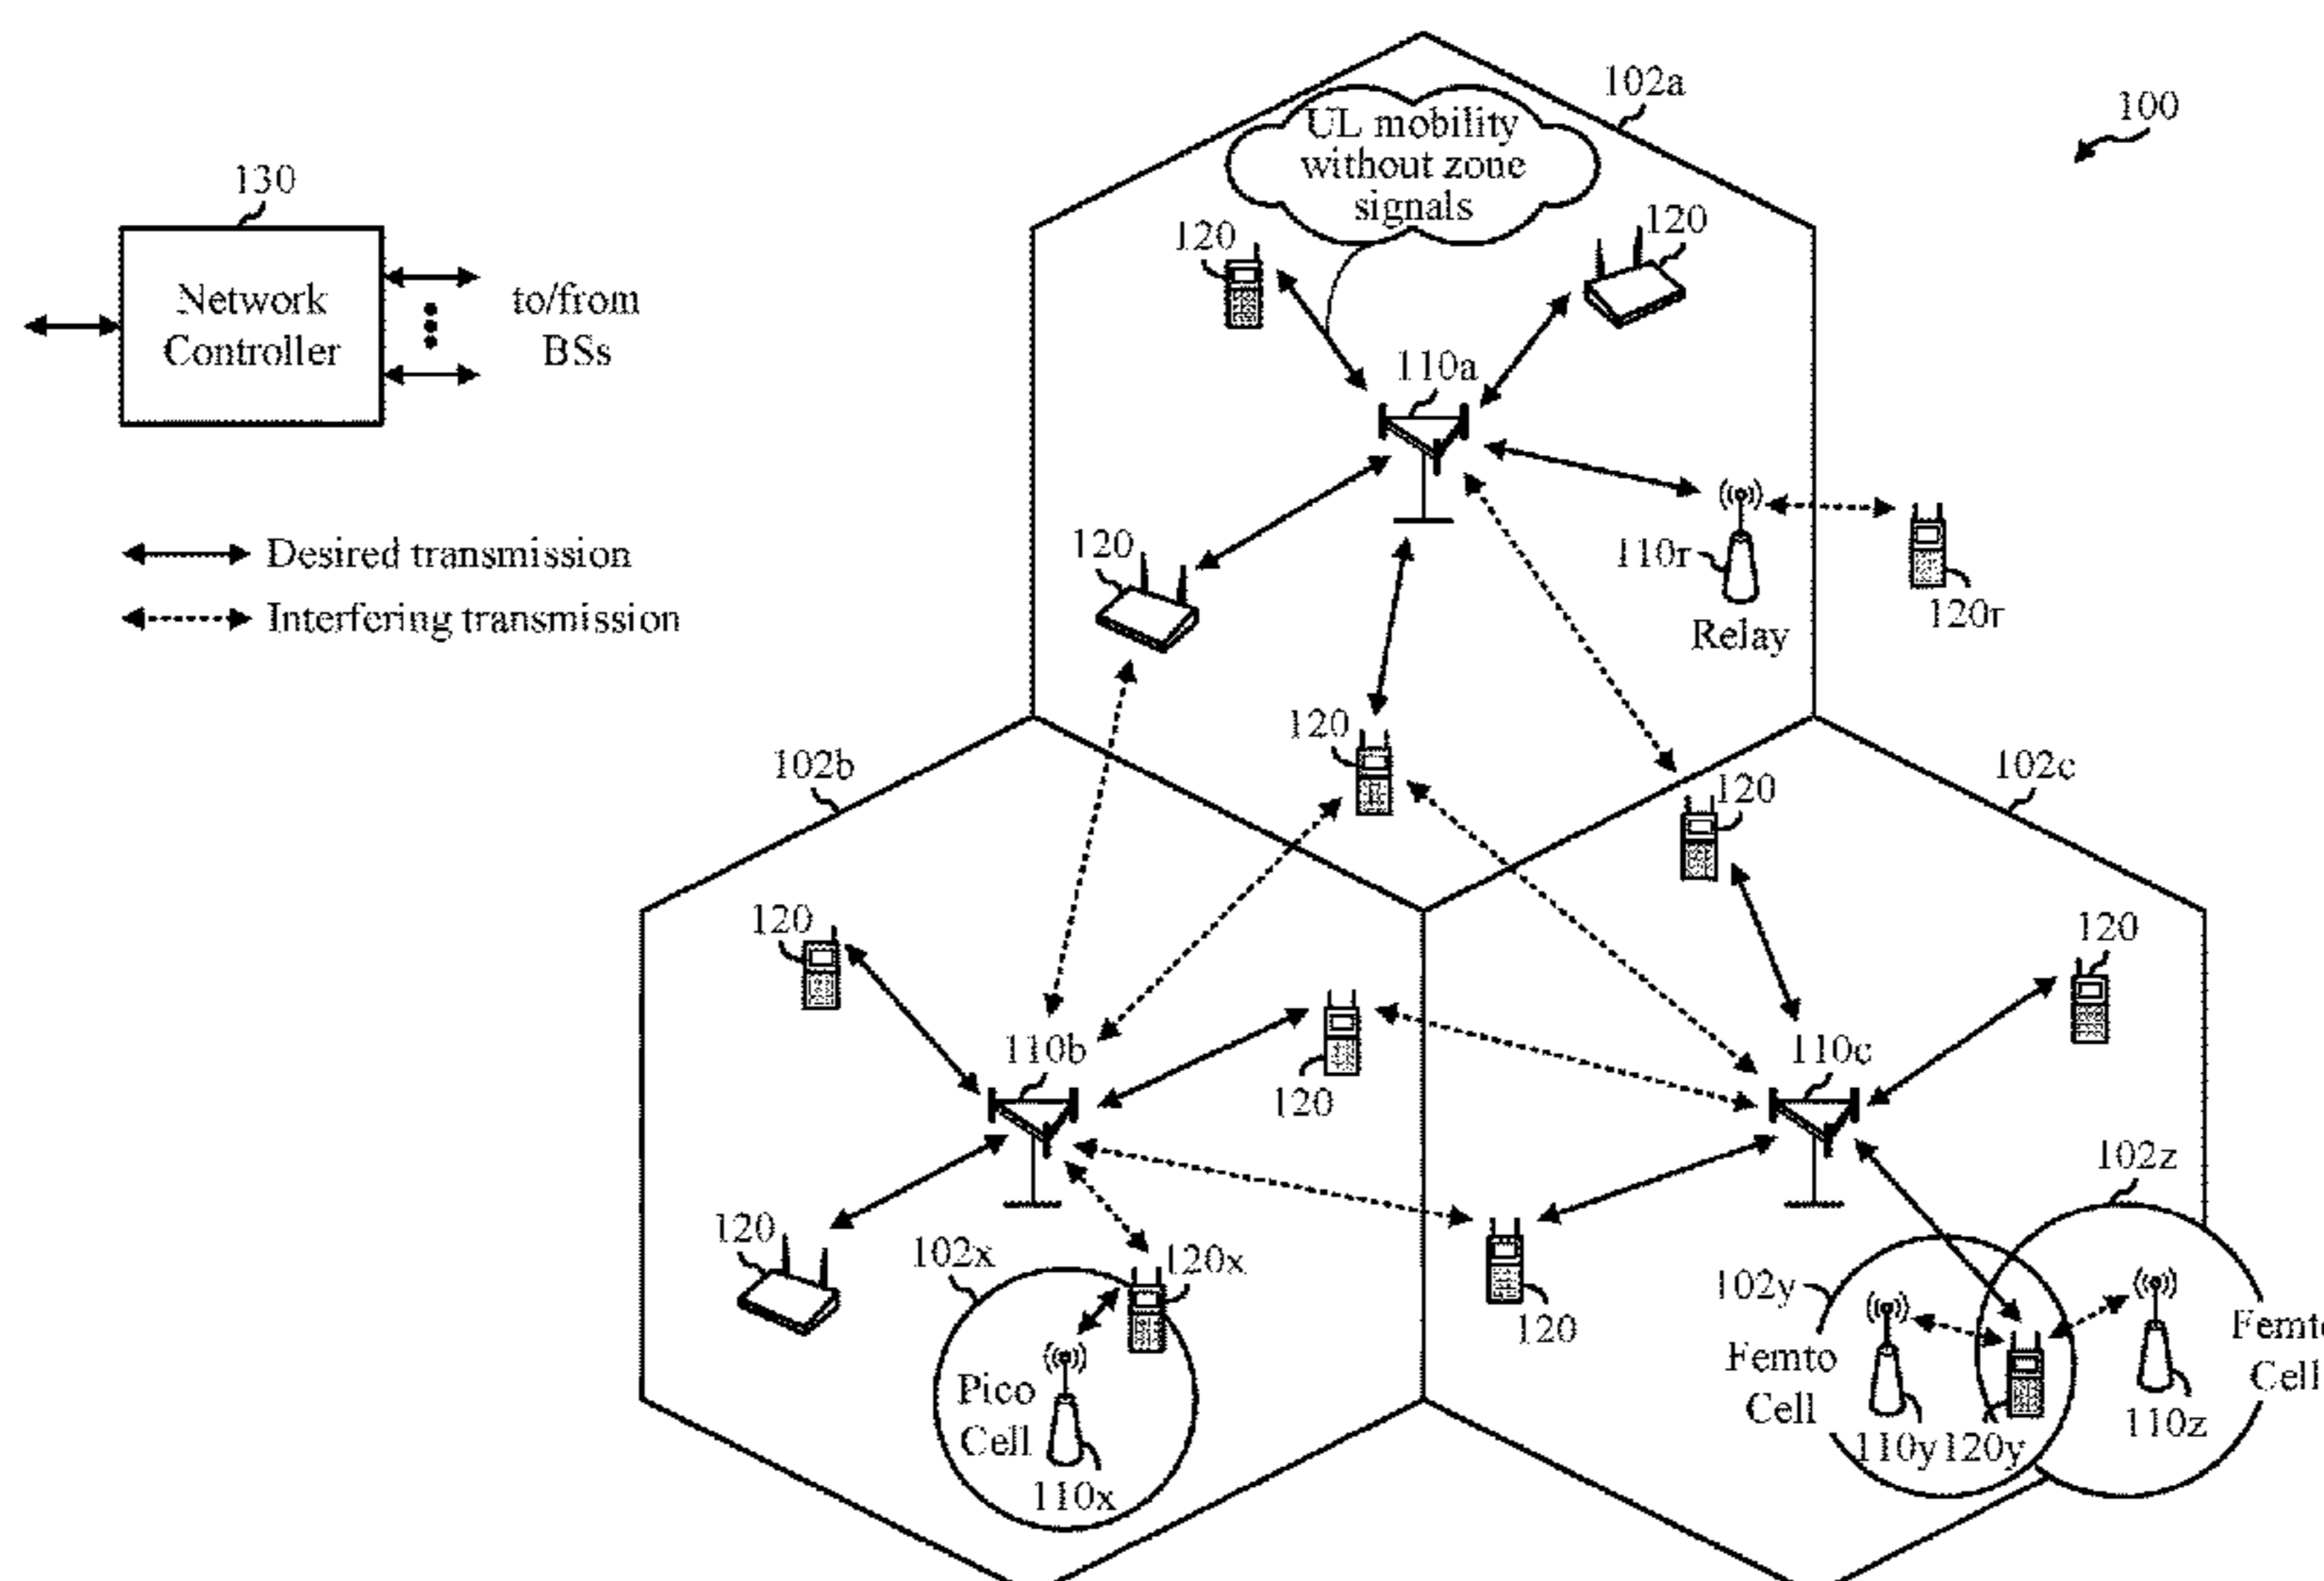 102a
100
UL mobility
without zone
signals
130
Network
Controller
to/from
BSs
120
120
110a
Desired transmission
Interfering transmission
120
110r
Relay
120r
120
102b
102c
120
120
120
110b
120
110c
102z
120
102x
120x
102y
Femto
Cell
120
Pico
Cell
110x
110y
120y
110z
Femt
Cell